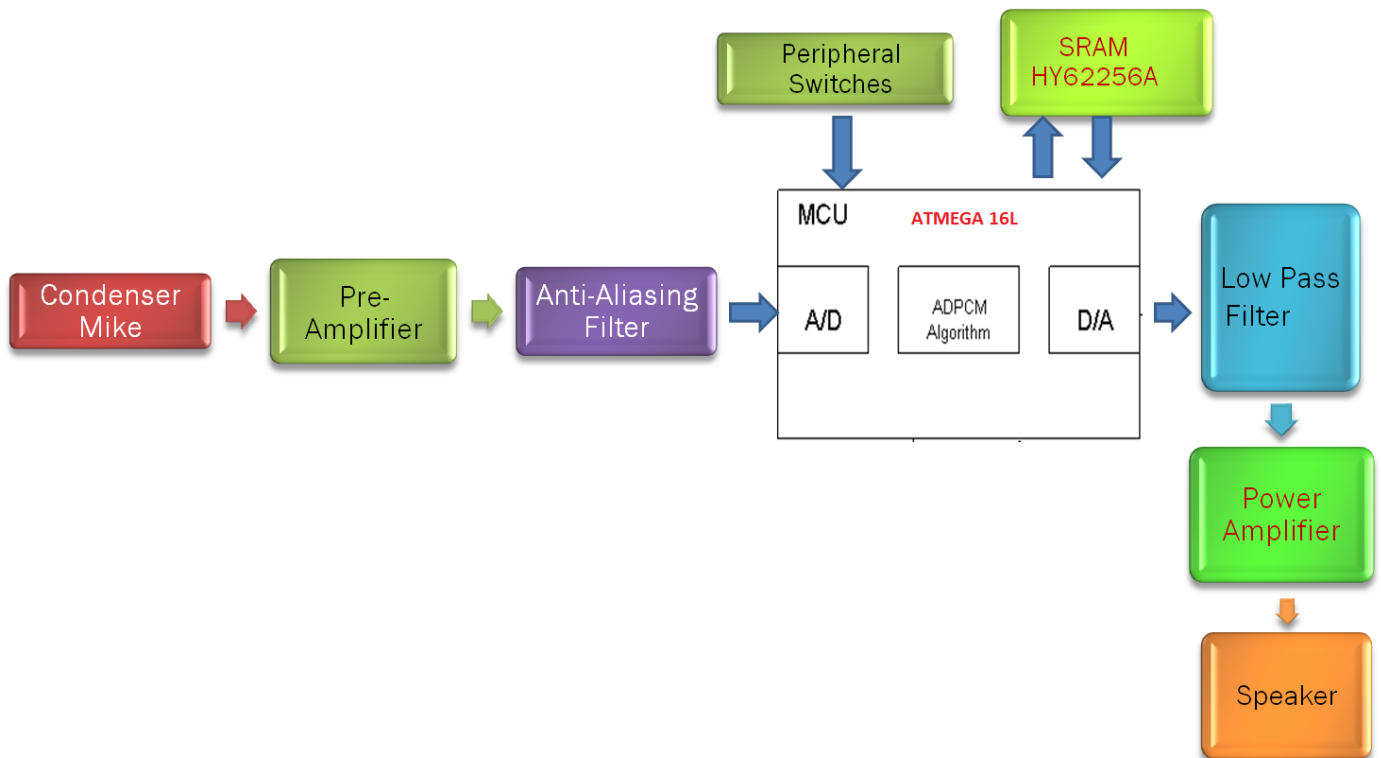 Peripheral
Switches
SRAM
HY62256A
MCU
ATMEGA 16L
Condenser
Mike
Pre-
Amplifier
Anti-Aliasing
Filter
A/D
ADPCM
Algorithm
D/A
Low Pass
Filter
Power
Amplifier
Speaker